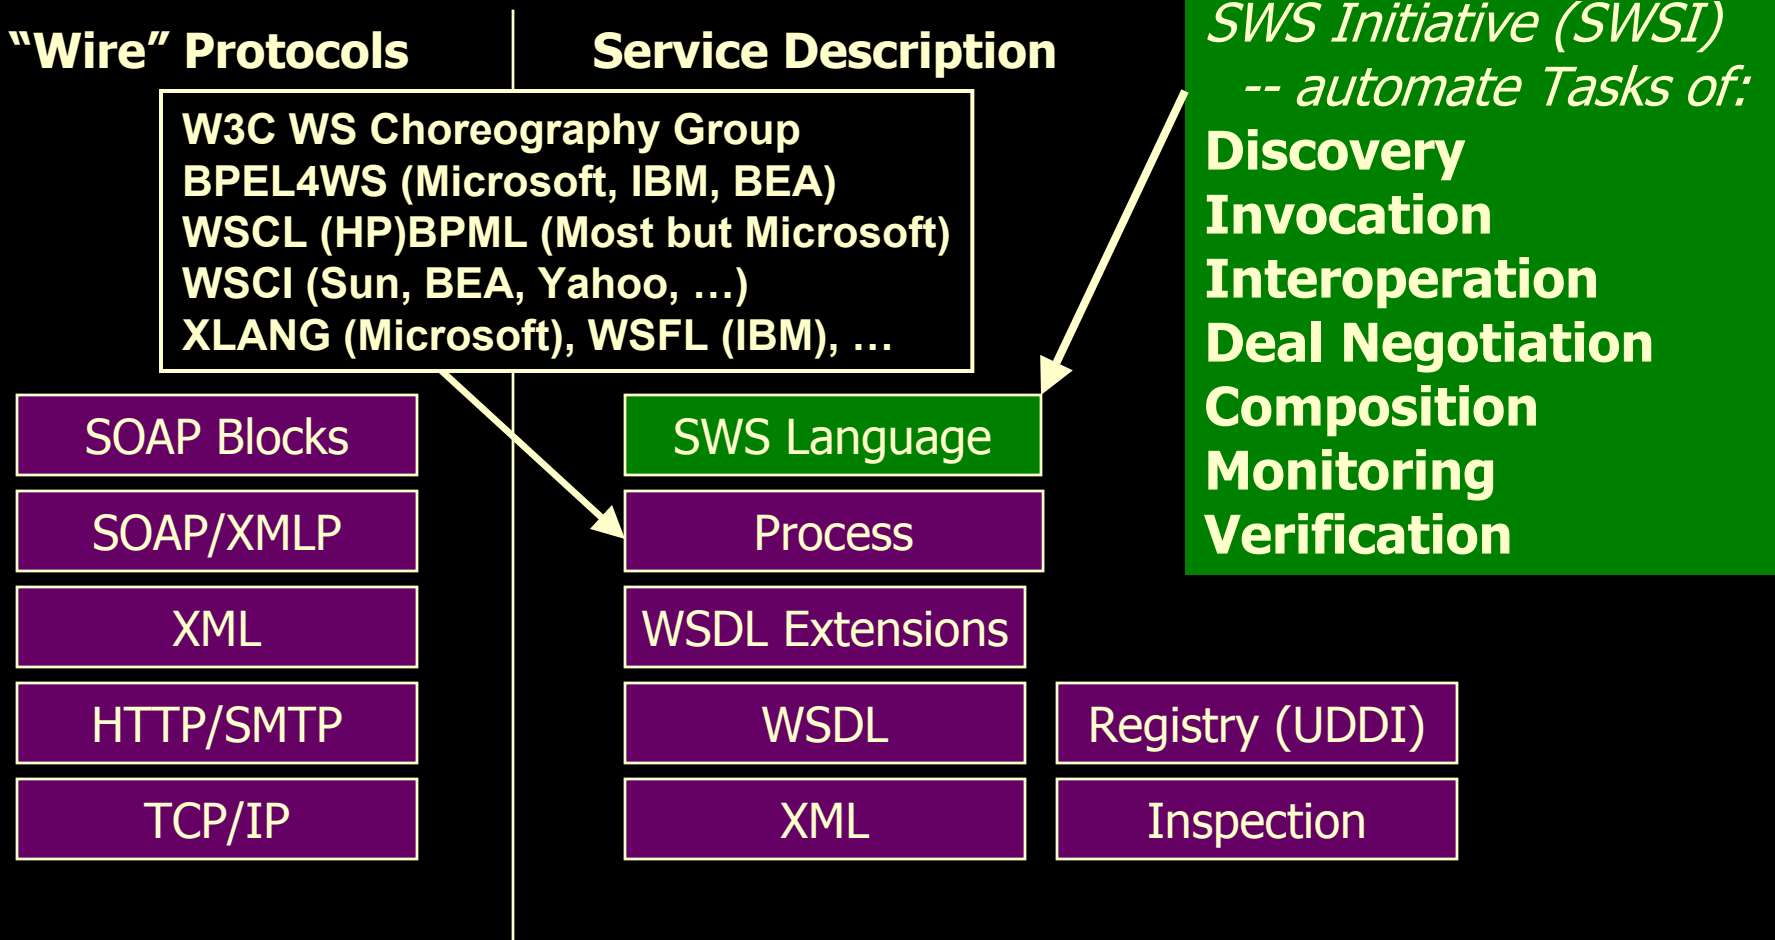 “Wire” Protocols
Service Description
W3C WS Choreography Group
BPEL4WS (Microsoft, IBM, BEA)
WSCL (HP)BPML (Most but Microsoft)
WSCI (Sun, BEA, Yahoo, …)
XLANG (Microsoft), WSFL (IBM), …
SWS Initiative (SWSI)
-- automate Tasks of:
Discovery
Invocation
Interoperation
Deal Negotiation
Composition
Monitoring
Verification
SOAP Blocks
SOAP/XMLP
XML
HTTP/SMTP
TCP/IP
SWS Language
Process
WSDL Extensions
WSDL
XML
Registry (UDDI)
Inspection